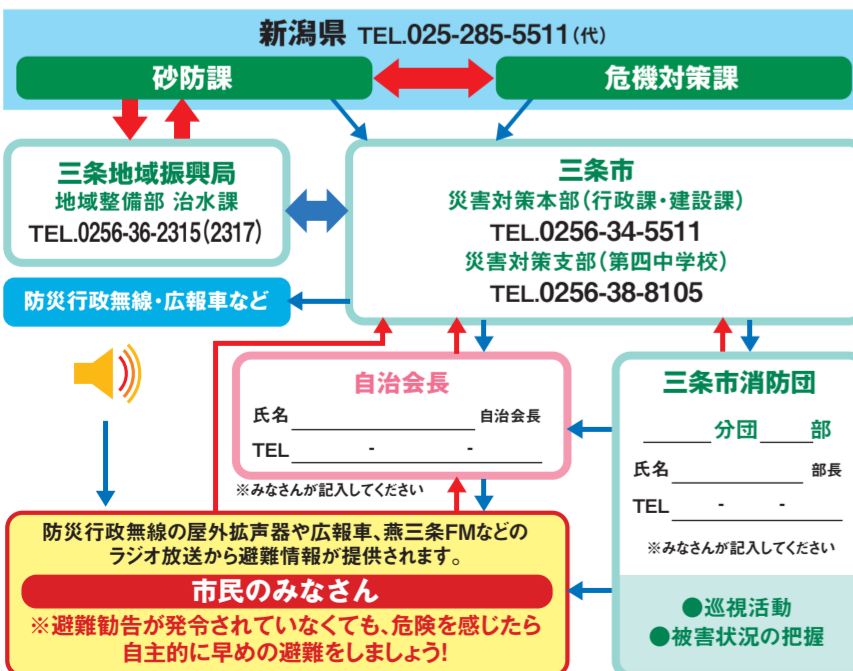 新潟県 TEL.025-285-5511(代)
砂防課
危機対策課
三条地域振興局
地域整備部 治水課
TEL.0256-36-2315(2317)
三条市
災害対策本部(行政課・建設課)
TEL.0256-34-5511
災害対策支部(第四中学校)
TEL.0256-38-8105
防災行政無線・広報車など
自治会長
氏名 自治会長
TEL - -
※みなさんが記入してください
三条市消防団
分団 部
氏名 部長
TEL - -
※みなさんが記入してください
●巡視活動
●被害状況の把握
防災行政無線の屋外拡声器や広報車、燕三条FMなどの
ラジオ放送から避難情報が提供されます。
市民のみなさん
※避難勧告が発令されていなくても、危険を感じたら
自主的に早めの避難をしましょう!